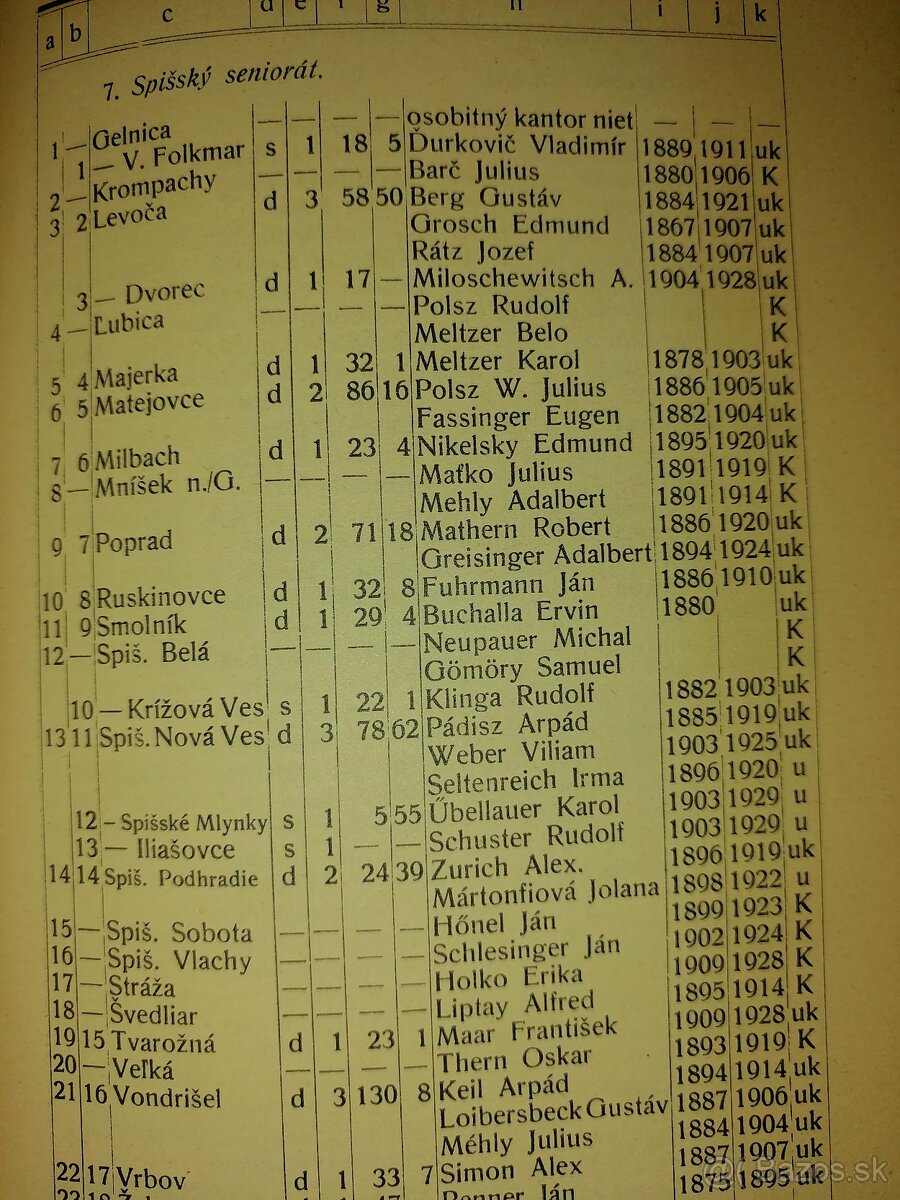 a b c d e f g h i j k
7. Spišský seniorát.
1 — Gelnica — — — — osobitný kantor niet — — —
1 — V. Folkmar s 1 18 5 Ďurkovič Vladimír 1889 1911 uk
2 — Krompachy — — — — Barč Julius 1880 1906 K
3 2 Levoča d 3 58 50 Berg Gustáv 1884 1921 uk
Grosch Edmund 1867 1907 uk
Rátz Jozef 1884 1907 uk
3 — Dvorec d 1 17 — Miloschewitsch A. 1904 1928 uk
4 — Ľubica — — — — Polsz Rudolf K
Meltzer Belo K
5 4 Majerka d 1 32 1 Meltzer Karol 1878 1903 uk
6 5 Matejovce d 2 86 16 Polsz W. Julius 1886 1905 uk
Fassinger Eugen 1882 1904 uk
7 6 Milbach d 1 23 4 Nikelsky Edmund 1895 1920 uk
8 — Mníšek n./G. — — — — Maťko Julius 1891 1919 K
Mehly Adalbert 1891 1914 K
9 7 Poprad d 2 71 18 Mathern Robert 1886 1920 uk
Greisinger Adalbert 1894 1924 uk
10 8 Ruskinovce d 1 32 8 Fuhrmann Ján 1886 1910 uk
11 9 Smolník d 1 29 4 Buchalla Ervin 1880 uk
12 — Spiš. Belá — — — — Neupauer Michal K
Gömöry Samuel K
10 — Krížová Ves s 1 22 1 Klinga Rudolf 1882 1903 uk
13 11 Spiš. Nová Ves d 3 78 62 Pádisz Arpád 1885 1919 uk
Weber Viliam 1903 1925 uk
Seltenreich Irma 1896 1920 u
12 – Spišské Mlynky s 1 5 55 Űbellauer Karol 1903 1929 u
13 — Iliašovce s 1 — — Schuster Rudolf 1903 1929 u
14 14 Spiš. Podhradie d 2 24 39 Zurich Alex. 1896 1919 uk
Mártonfiová Jolana 1898 1922 u
15 — Spiš. Sobota — — — — Hőnel Ján 1899 1923 K
16 — Spiš. Vlachy — — — — Schlesinger Ján 1902 1924 K
17 — Stráža — — — — Holko Erika 1909 1928 K
18 — Švedliar — — — — Liptay Alfred 1895 1914 K
19 15 Tvarožná d 1 23 1 Maar František 1909 1928 uk
20 — Veľká — — — — Thern Oskar 1893 1919 K
21 16 Vondrišel d 3 130 8 Keil Arpád 1894 1914 uk
Loibersbeck Gustáv 1887 1906 uk
Méhly Julius 1884 1904 uk
22 17 Vrbov d 1 33 7 Simon Alex 1887 1907 uk
23 18 Renner Ján 1875 1895 uk
Bazos.sk